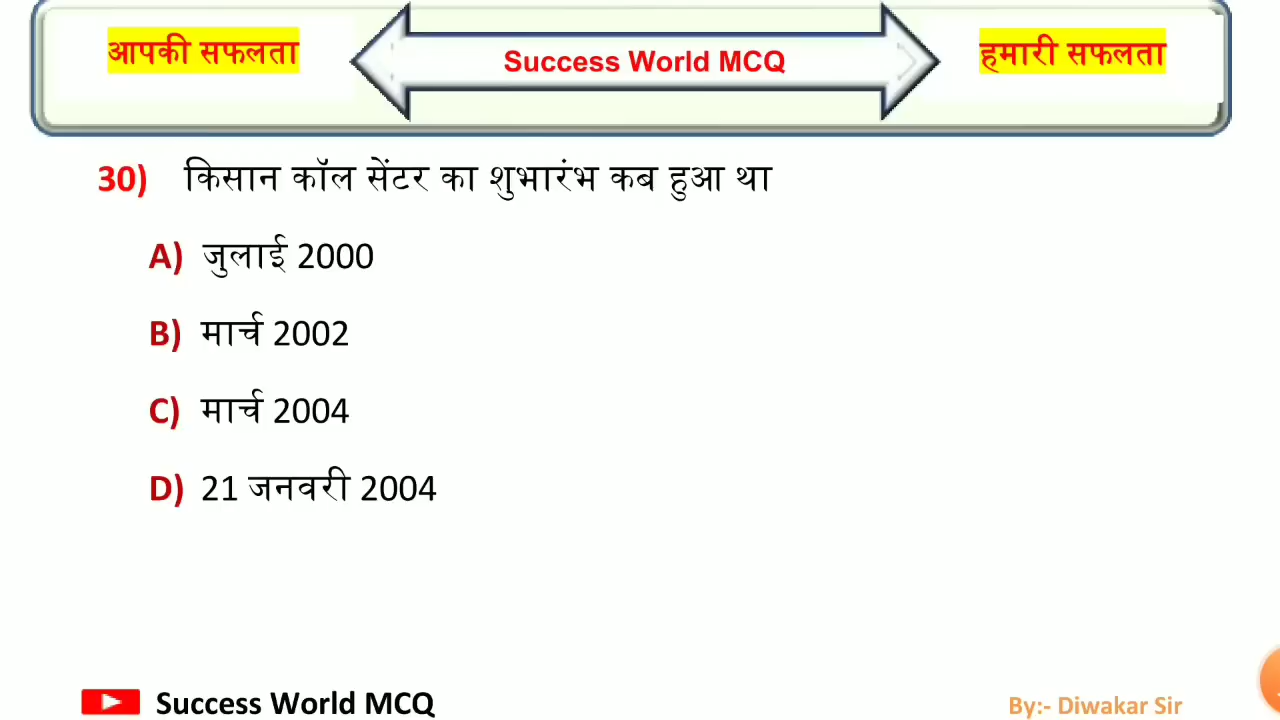 आपकी सफलता
Success World MCQ
हमारी सफलता
30) किसान कॉल सेंटर का शुभारंभ कब हुआ था
A) जुलाई 2000
B) मार्च 2002
C) मार्च 2004
D) 21 जनवरी 2004
Success World MCQ
By:- Diwakar Sir